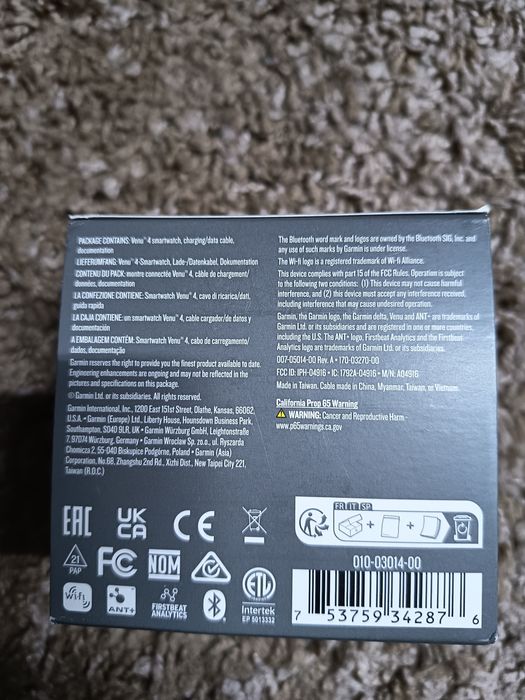 PACKAGE CONTAINS: Venu® 4 smartwatch, charging/data cable,
documentation
LIEFERUMFANG: Venu® 4-Smartwatch, Lade-/Datenkabel, Dokumentation
CONTENU DU PACK: montre connectée Venu® 4, câble de chargement/
données, documentation
LA CONFEZIONE CONTIENE: Smartwatch Venu® 4, cavo di ricarica/dati,
guida rapida
LA CAJA CONTIENE: un smartwatch Venu® 4, cable cargador/de datos y
documentación
A EMBALAGEM CONTÉM: Smartwatch Venu® 4, cabo de carregamento/
dados, documentação
Garmin reserves the right to provide you the finest product available to date.
Engineering enhancements are ongoing and may not be reflected in the
pictures and specifications on this package.
© Garmin Ltd. or its subsidiaries. All rights reserved.
Garmin International, Inc., 1200 East 151st Street, Olathe, Kansas, 66062,
U.S.A. • Garmin (Europe) Ltd., Liberty House, Hounsdown Business Park,
Southampton, SO40 9LR, UK • Garmin Würzburg GmbH, Leightonstraße
7, 97074 Würzburg, Germany • Garmin Wrocław Sp. zo.o., ul. Ryszarda
Chomicza 2, 55-040 Biskupice Podgórne, Poland • Garmin (Asia)
Corporation, No.68, Zhangshu 2nd Rd., Xizhi Dist., New Taipei City 221,
Taiwan (R.O.C.)
The Bluetooth word mark and logos are owned by the Bluetooth SIG, Inc. and
any use of such marks by Garmin is under license.
The Wi-fi logo is a registered trademark of Wi-fi Alliance.
This device complies with part 15 of the FCC Rules. Operation is subject
to the following two conditions: (1) This device may not cause harmful
interference, and (2) this device must accept any interference received,
including interference that may cause undesired operation.
Garmin, the Garmin logo, the Garmin delta, Venu and ANT+ are trademarks of
Garmin Ltd. or its subsidiaries and are registered in one or more countries,
including the U.S. The ANT+ logo, Firstbeat Analytics and the Firstbeat
Analytics logo are trademarks of Garmin Ltd. or its subsidiaries.
007-05014-00 Rev. A • 170-03270-00
FCC ID: IPH-04916 • IC: 1792A-04916 • M/N: A04916
Made in Taiwan. Cable made in China, Myanmar, Taiwan, or Vietnam.
California Prop 65 Warning
WARNING: Cancer and Reproductive Harm -
www.p65warnings.ca.gov
EAC UKCA CE
21
PAP
FC NOM
Wi-Fi
ANT+
FIRSTBEAT
ANALYTICS
ETL
Intertek
EP 5013332
FR IT SP
+ +
010-03014-00
7 53759 34287 6